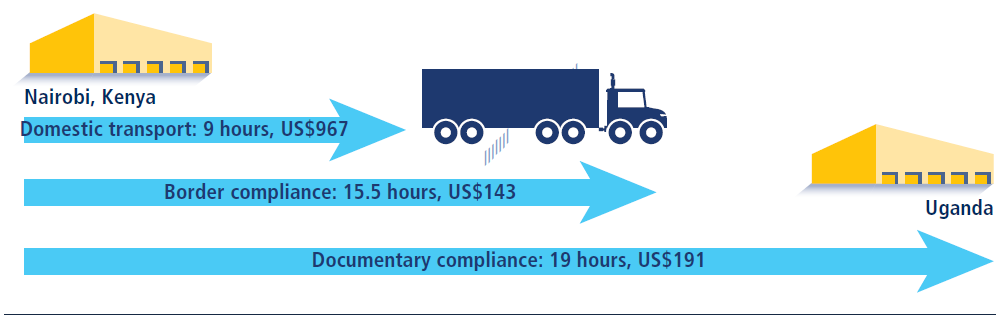 Nairobi, Kenya
Domestic transport: 9 hours, US$967
Border compliance: 15.5 hours, US$143
Uganda
Documentary compliance: 19 hours, US$191